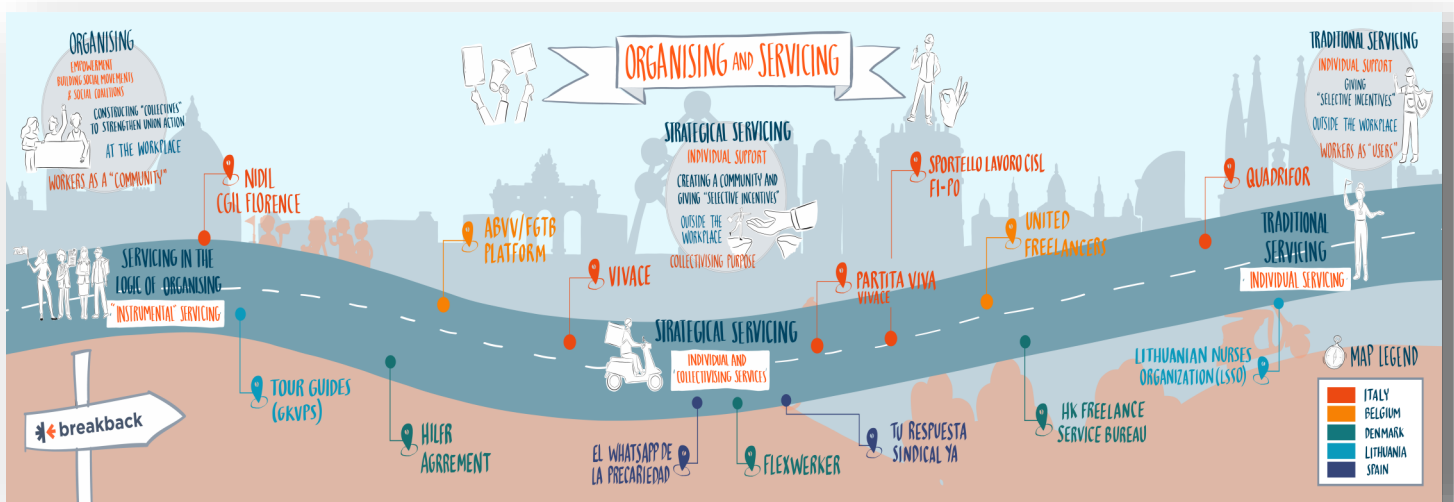 ORGANISING AND SERVICING
ORGANISING
EMPOWERMENT
BUILDING SOCIAL MOVEMENTS
& SOCIAL COALITIONS
CONSTRUCTING "COLLECTIVES"
TO STRENGTHEN UNION ACTION
AT THE WORKPLACE
WORKERS AS A "COMMUNITY"
STRATEGICAL SERVICING
INDIVIDUAL SUPPORT
CREATING A COMMUNITY AND
GIVING "SELECTIVE INCENTIVES"
OUTSIDE THE
WORKPLACE
COLLECTIVISING PURPOSE
TRADITIONAL SERVICING
INDIVIDUAL SUPPORT
GIVING
"SELECTIVE INCENTIVES"
OUTSIDE THE WORKPLACE
WORKERS AS "USERS"
NIDIL
CGIL FLORENCE
ABVV/FGTB
PLATFORM
VIVACE
PARTITA VIVA
VIVACE
SPORTELLO LAVORO CISL
FI-PO
UNITED
FREELANCERS
QUADRIFOR
SERVICING IN THE
LOGIC OF ORGANISING
"INSTRUMENTAL" SERVICING
STRATEGICAL SERVICING
INDIVIDUAL AND
"COLLECTIVISING SERVICES"
TRADITIONAL
SERVICING
INDIVIDUAL SERVICING
TOUR GUIDES
(GKVPS)
HILFR
AGRREMENT
EL WHATSAPP DE
LA PRECARIEDAD
FLEXWERKER
TU RESPUESTA
SINDICAL YA
HK FREELANCE
SERVICE BUREAU
LITHUANIAN NURSES
ORGANIZATION (LSSO)
breakback
MAP LEGEND
ITALY
BELGIUM
DENMARK
LITHUANIA
SPAIN